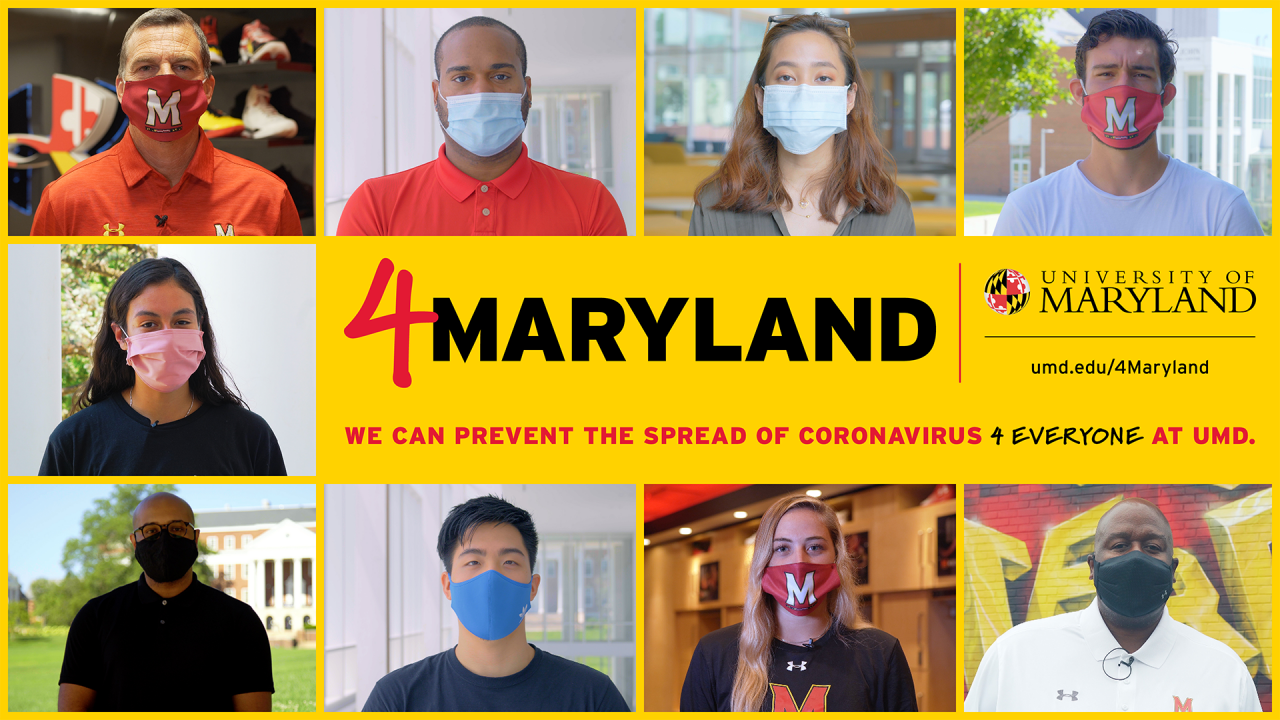 M
M
4MARYLAND
UNIVERSITY OF
MARYLAND
umd.edu/4Maryland
WE CAN PREVENT THE SPREAD OF CORONAVIRUS 4 EVERYONE AT UMD.
M
M
M